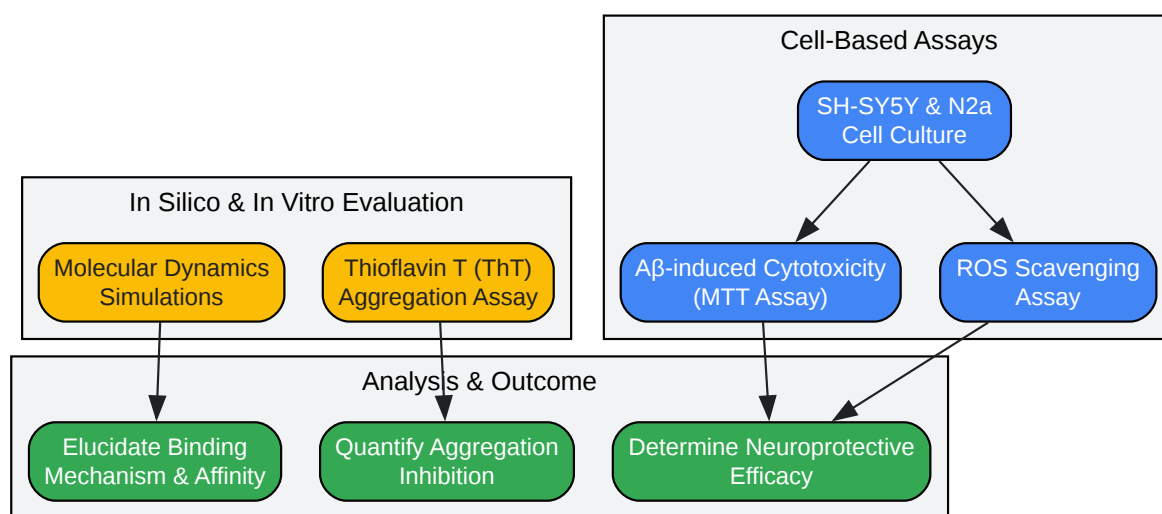 Cell-Based Assays
SH-SY5Y & N2a
Cell Culture
In Silico & In Vitro Evaluation
Molecular Dynamics
Simulations
Thioflavin T (ThT)
Aggregation Assay
Aβ-induced Cytotoxicity
(MTT Assay)
ROS Scavenging
Assay
Analysis & Outcome
Elucidate Binding
Mechanism & Affinity
Quantify Aggregation
Inhibition
Determine Neuroprotective
Efficacy